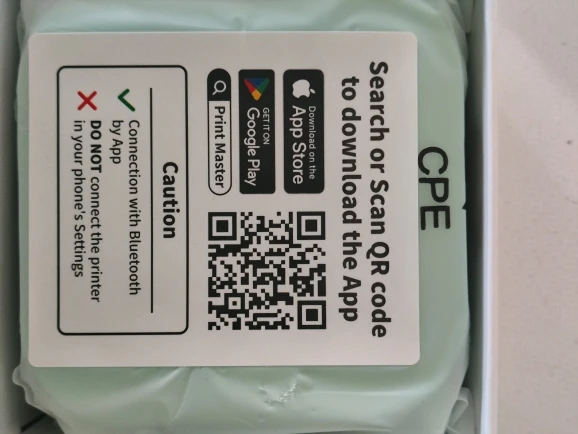 CPE
Search or Scan QR code
to download the App
Download on the
App Store
GET IT ON
Google Play
Print Master
Caution
Connection with Bluetooth
by App
DO NOT connect the printer
in your phone's Settings